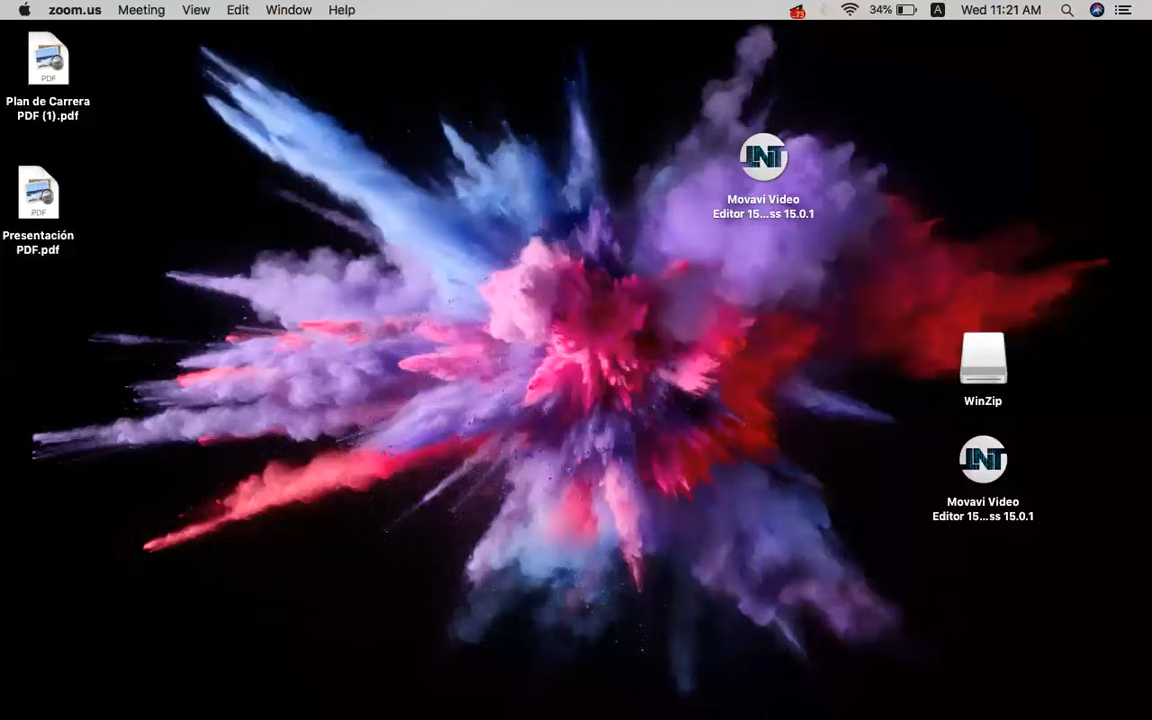 zoom.us Meeting View Edit Window Help 34% A Wed 11:21 AM
PDF
Plan de Carrera
PDF (1).pdf
PDF
Presentación
PDF.pdf
LNT
Movavi Video
Editor 15...ss 15.0.1
WinZip
LNT
Movavi Video
Editor 15...ss 15.0.1